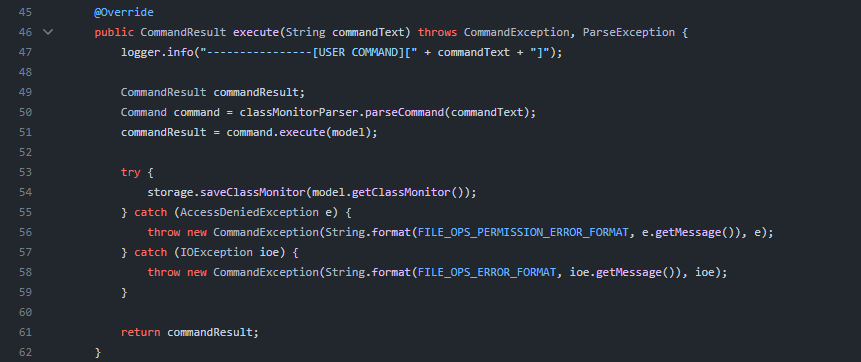 45 @Override
46 public CommandResult execute(String commandText) throws CommandException, ParseException {
47 logger.info("----------------[USER COMMAND][" + commandText + "]");
48
49 CommandResult commandResult;
50 Command command = classMonitorParser.parseCommand(commandText);
51 commandResult = command.execute(model);
52
53 try {
54 storage.saveClassMonitor(model.getClassMonitor());
55 } catch (AccessDeniedException e) {
56 throw new CommandException(String.format(FILE_OPS_PERMISSION_ERROR_FORMAT, e.getMessage()), e);
57 } catch (IOException ioe) {
58 throw new CommandException(String.format(FILE_OPS_ERROR_FORMAT, ioe.getMessage()), ioe);
59 }
60
61 return commandResult;
62 }